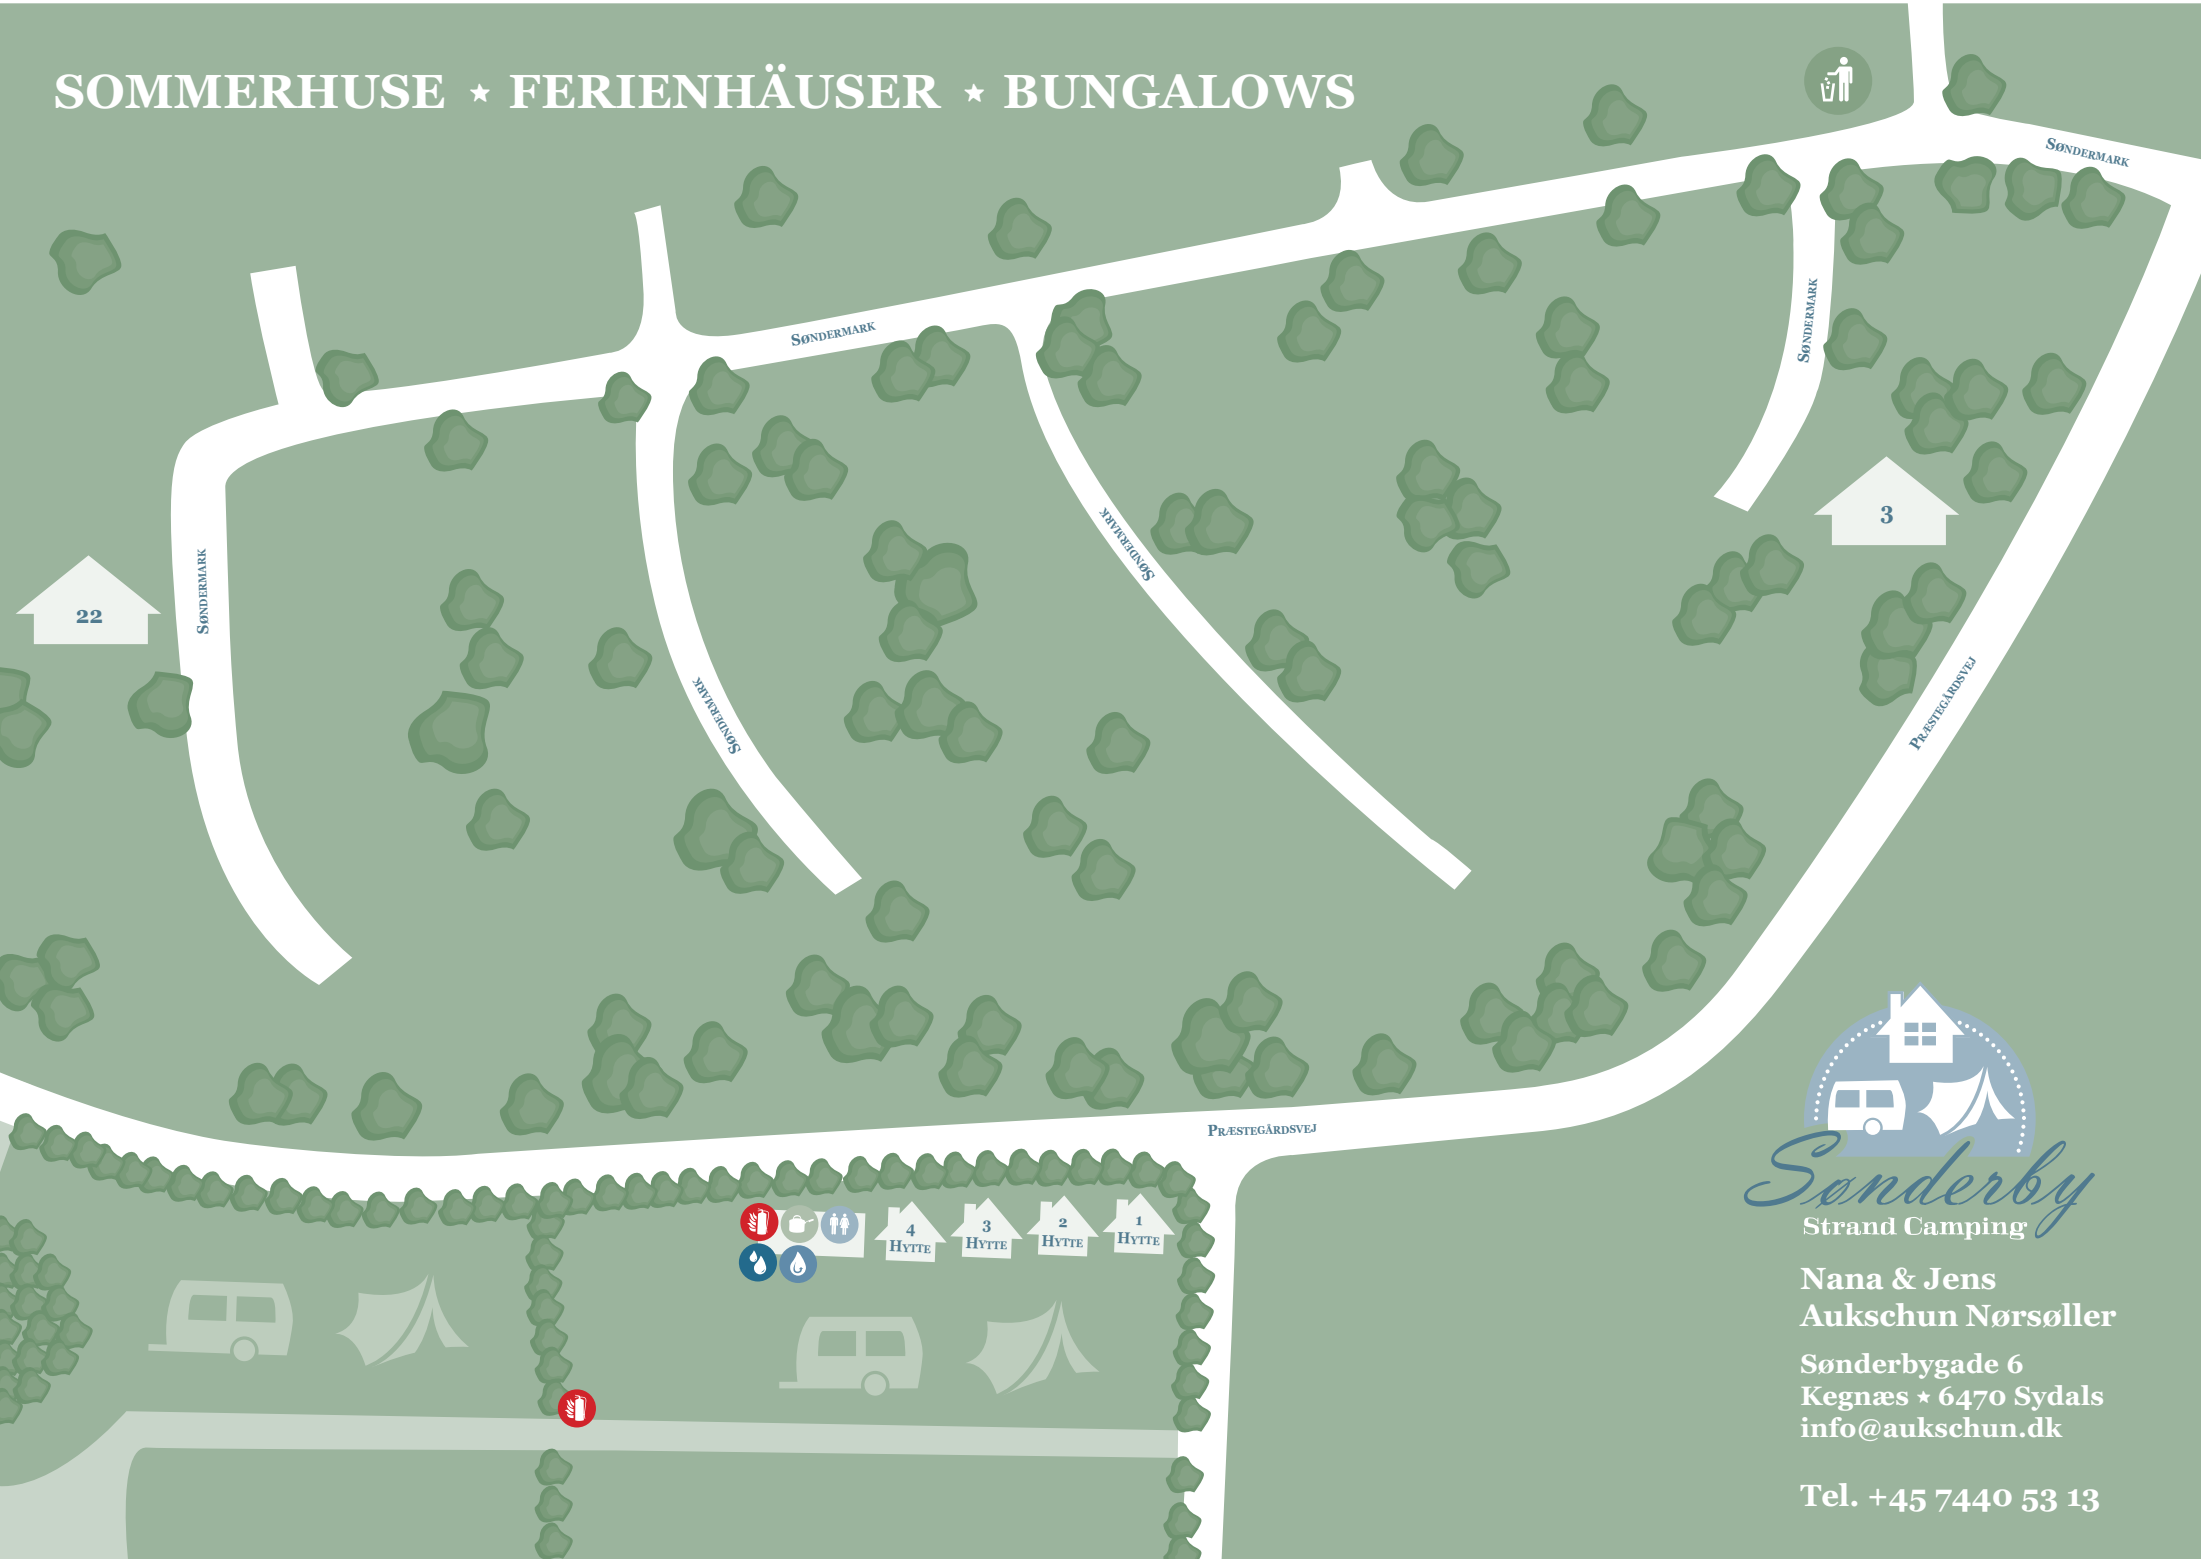 SOMMERHUSE ★ FERIENHÄUSER ★ BUNGALOWS
Søndermark
Søndermark
Søndermark
Søndermark
Søndermark
Søndermark
3
22
Præstegårdsvej
Præstegårdsvej
4
Hytte
3
Hytte
2
Hytte
1
Hytte
Sønderby
Strand Camping
Nana & Jens
Aukschun Nørsøller
Sønderbygade 6
Kegnæs ★ 6470 Sydals
info@aukschun.dk
Tel. +45 7440 53 13